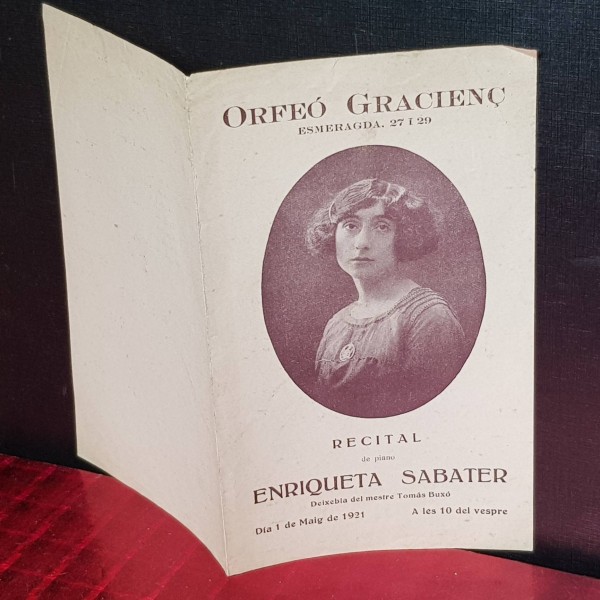 ORFEÓ GRACIENÇ
ESMERAGDA, 27 I 29
RECITAL
de piano
ENRIQUETA SABATER
Deixebla del mestre Tomás Buxó
Dia 1 de Maig de 1921 A les 10 del vespre